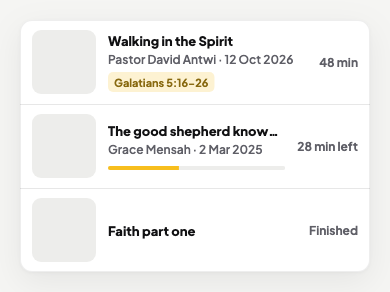 Walking in the Spirit
Pastor David Antwi · 12 Oct 2026
48 min
Galatians 5:16–26
The good shepherd know…
Grace Mensah · 2 Mar 2025
28 min left
Faith part one
Finished